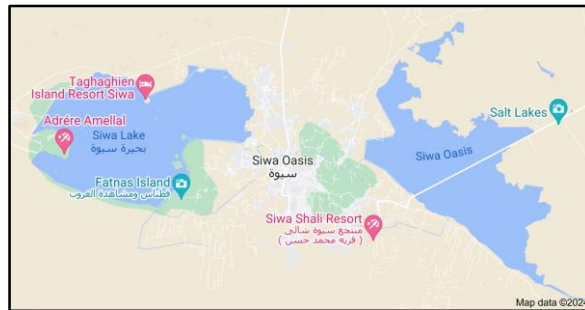 Taghaghien
Island Resort Siwa
Adrére Amellal
Siwa Lake
بحيرة سيوة
Fatnas Island
فطناس ومشاهدة الغروب
Siwa Oasis
سيوة
Siwa Shali Resort
منتجع سيوة شالي
( قرية محمد حسن )
Salt Lakes
Siwa Oasis
Map data ©2024